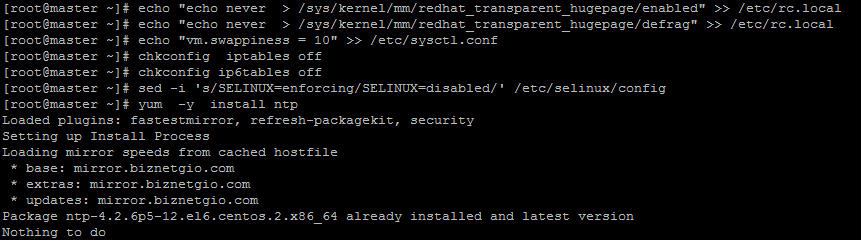 [root@master ~]# echo "echo never  > /sys/kernel/mm/redhat_transparent_hugepage/enabled" >> /etc/rc.local
[root@master ~]# echo "echo never  > /sys/kernel/mm/redhat_transparent_hugepage/defrag" >> /etc/rc.local
[root@master ~]# echo "vm.swappiness = 10" >> /etc/sysctl.conf
[root@master ~]# chkconfig  iptables off
[root@master ~]# chkconfig ip6tables off
[root@master ~]# sed -i 's/SELINUX=enforcing/SELINUX=disabled/' /etc/selinux/config
[root@master ~]# yum  -y  install ntp
Loaded plugins: fastestmirror, refresh-packagekit, security
Setting up Install Process
Loading mirror speeds from cached hostfile
 * base: mirror.biznetgio.com
 * extras: mirror.biznetgio.com
 * updates: mirror.biznetgio.com
Package ntp-4.2.6p5-12.el6.centos.2.x86_64 already installed and latest version
Nothing to do